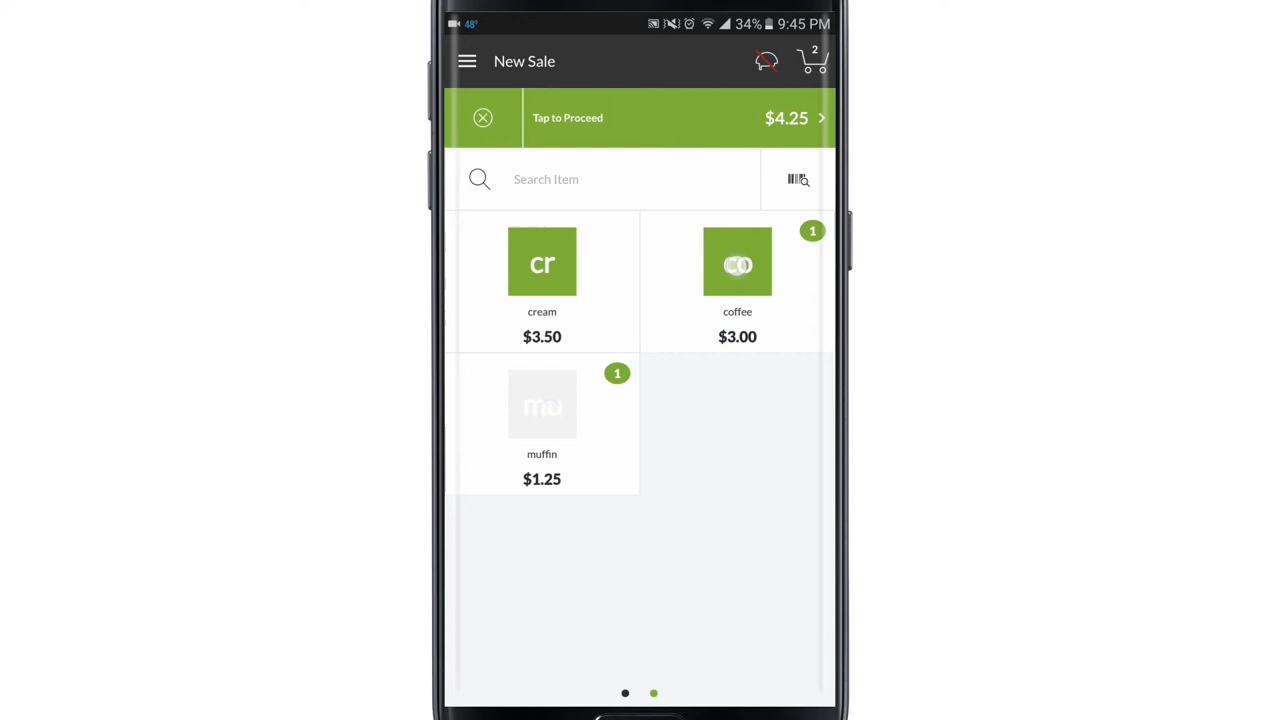 48° 34% 9:45 PM
New Sale 2
Tap to Proceed $4.25
Search Item
cr
cream
$3.50
1
co
coffee
$3.00
1
mu
muffin
$1.25